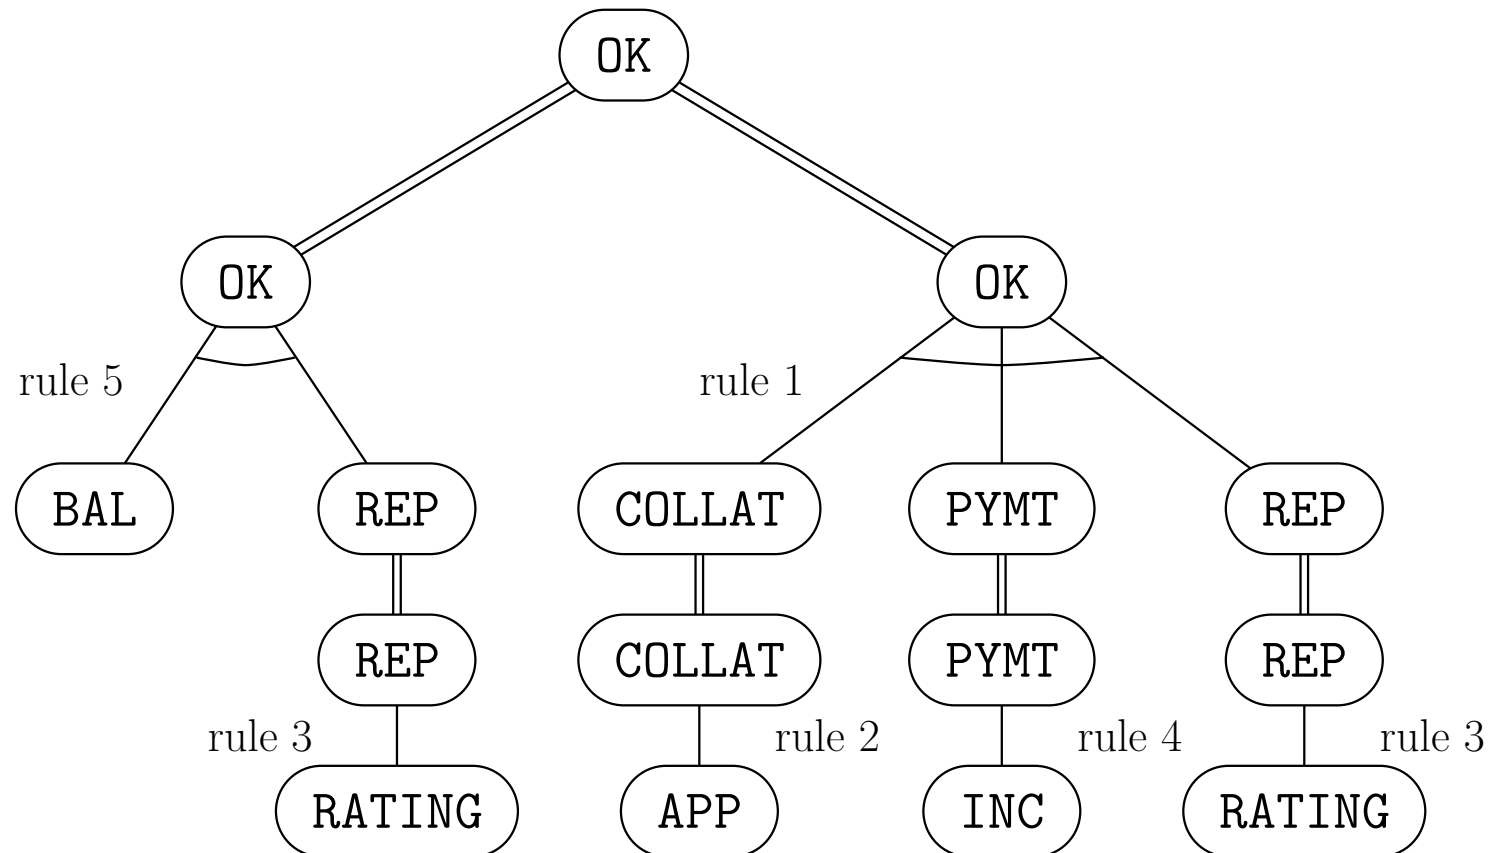 OK
OK OK
rule 5 rule 1
BAL REP COLLAT PYMT REP
REP COLLAT PYMT REP
rule 3 rule 2 rule 4 rule 3
RATING APP INC RATING